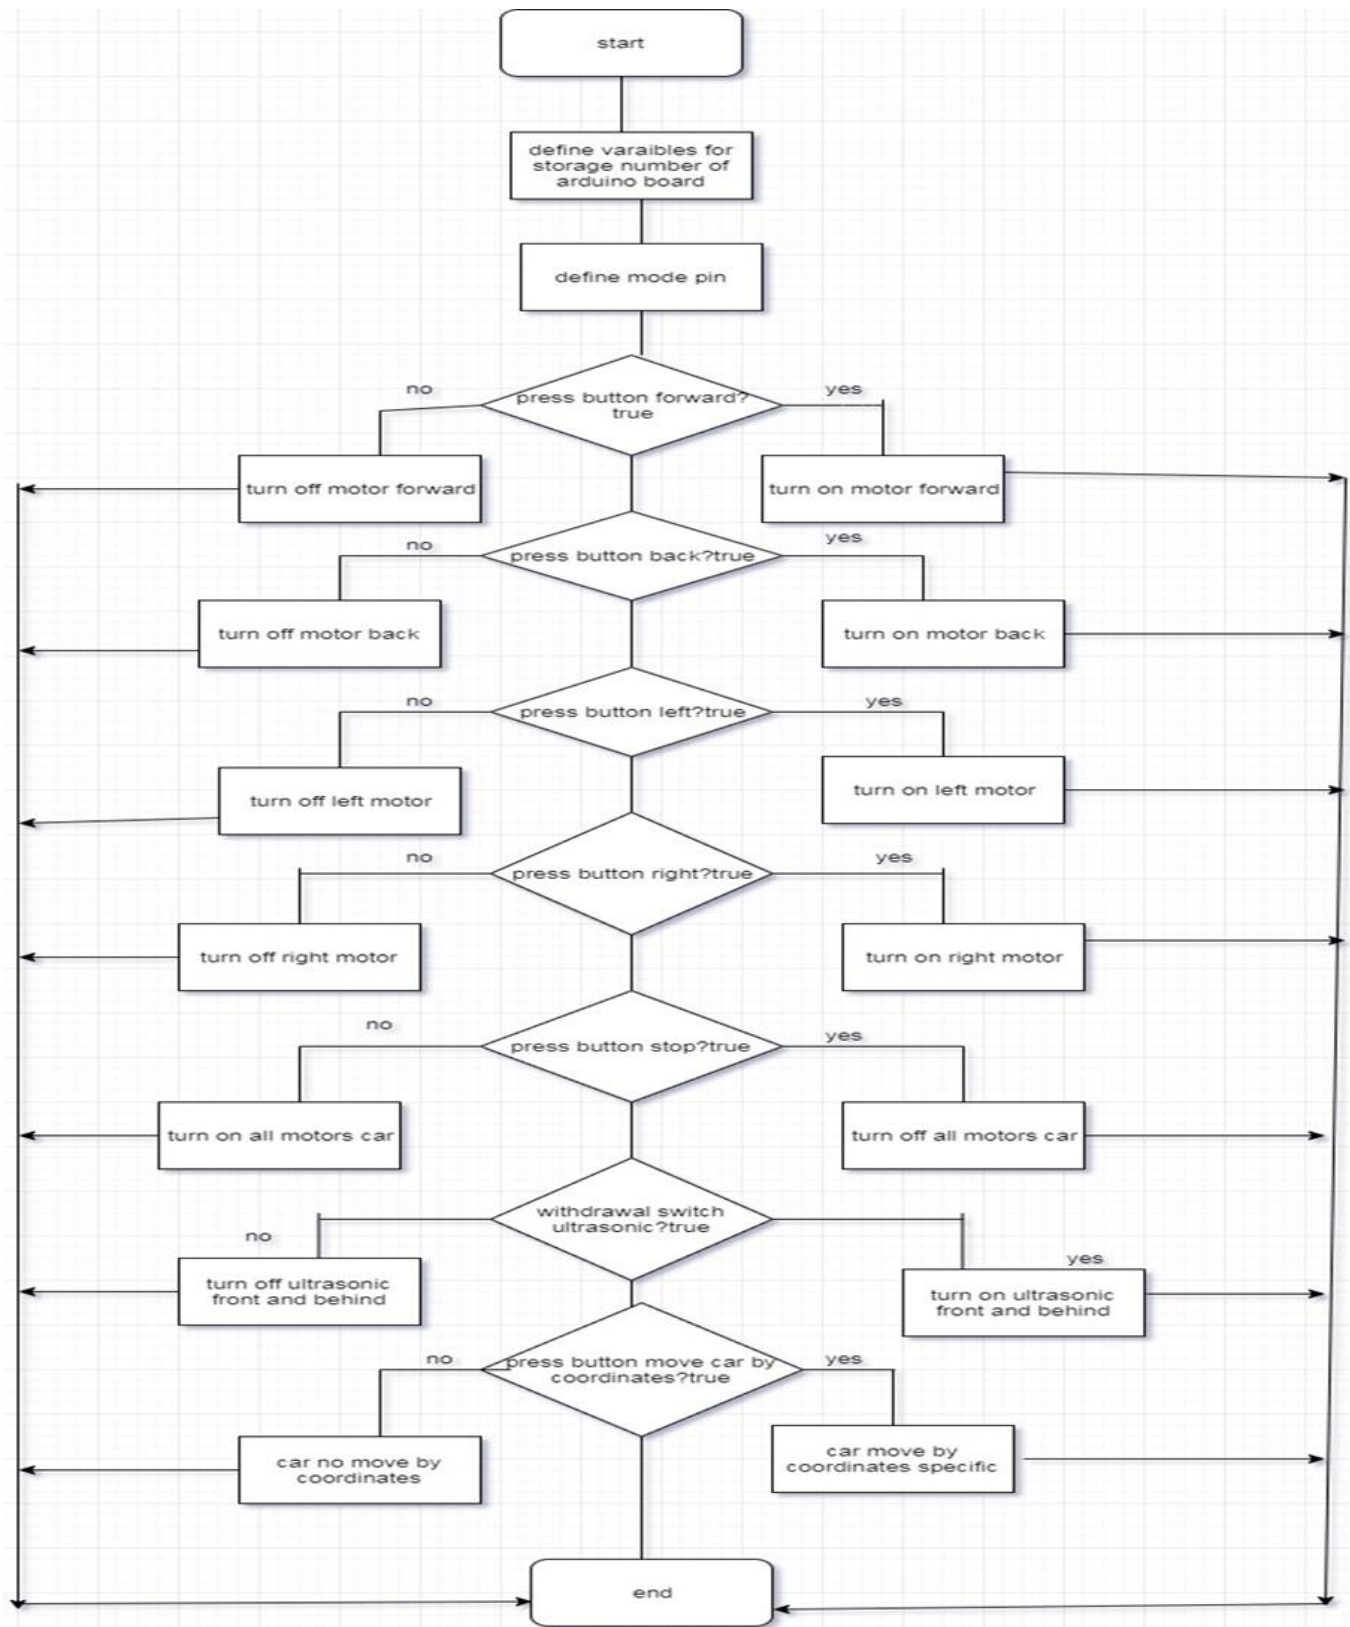 start
define varaibles for
storage number of
arduino board
define mode pin
no
yes
press button forward?
true
turn off motor forward
turn on motor forward
no
yes
press button back?true
turn off motor back
turn on motor back
no
yes
press button left?true
turn off left motor
turn on left motor
no
yes
press button right?true
turn off right motor
turn on right motor
no
yes
press button stop?true
turn on all motors car
turn off all motors car
withdrawal switch
ultrasonic?true
no
yes
turn off ultrasonic
front and behind
turn on ultrasonic
front and behind
no
yes
press button move car by
coordinates?true
car no move by
coordinates
car move by
coordinates specific
end